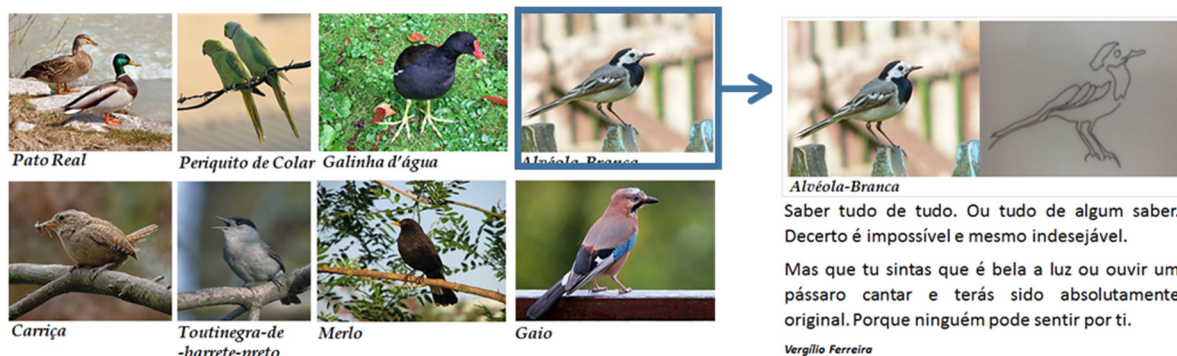 Pato Real
Periquito de Colar
Galinha d'água
Alvéola-Branca
Carriça
Toutinegra-de
-barrete-preto
Merlo
Gaio
Alvéola-Branca
Saber tudo de tudo. Ou tudo de algum saber.
Decerto é impossível e mesmo indesejável.
Mas que tu sintas que é bela a luz ou ouvir um
pássaro cantar e terás sido absolutamente
original. Porque ninguém pode sentir por ti.
Vergílio Ferreira